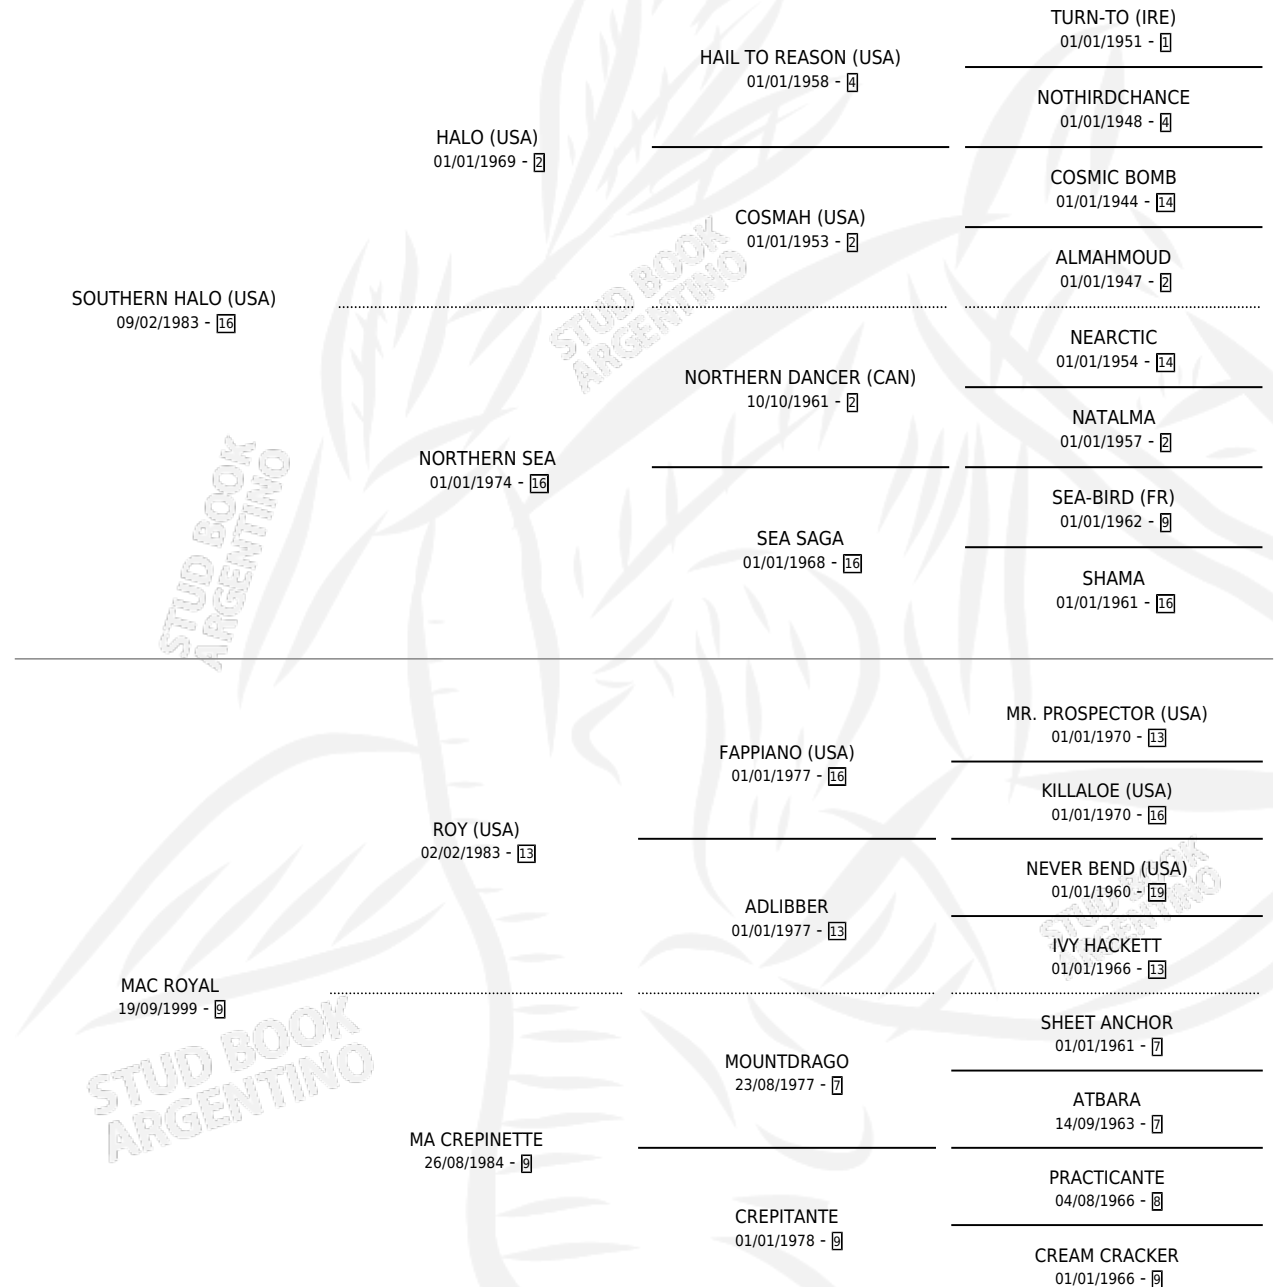 TURN-TO (IRE)
01/01/1951 - 1
HAIL TO REASON (USA)
01/01/1958 - 4
NOTHIRDCHANCE
01/01/1948 - 4
HALO (USA)
01/01/1969 - 2
COSMIC BOMB
01/01/1944 - 14
COSMAH (USA)
01/01/1953 - 2
ALMAHMOUD
01/01/1947 - 2
SOUTHERN HALO (USA)
09/02/1983 - 16
NEARCTIC
01/01/1954 - 14
NORTHERN DANCER (CAN)
10/10/1961 - 2
NATALMA
01/01/1957 - 2
NORTHERN SEA
01/01/1974 - 16
SEA-BIRD (FR)
01/01/1962 - 9
SEA SAGA
01/01/1968 - 16
SHAMA
01/01/1961 - 16
MR. PROSPECTOR (USA)
01/01/1970 - 13
FAPPIANO (USA)
01/01/1977 - 16
KILLALOE (USA)
01/01/1970 - 16
ROY (USA)
02/02/1983 - 13
NEVER BEND (USA)
01/01/1960 - 19
ADLIBBER
01/01/1977 - 13
IVY HACKETT
01/01/1966 - 13
MAC ROYAL
19/09/1999 - 9
SHEET ANCHOR
01/01/1961 - 7
MOUNTDRAGO
23/08/1977 - 7
ATBARA
14/09/1963 - 7
MA CREPINETTE
26/08/1984 - 9
PRACTICANTE
04/08/1966 - 8
CREPITANTE
01/01/1978 - 9
CREAM CRACKER
01/01/1966 - 9
STUD BOOK
ARGENTINO
STUD BOOK
ARGENTINO
STUD BOOK
ARGENTINO
STUD BOOK
ARGENTINO